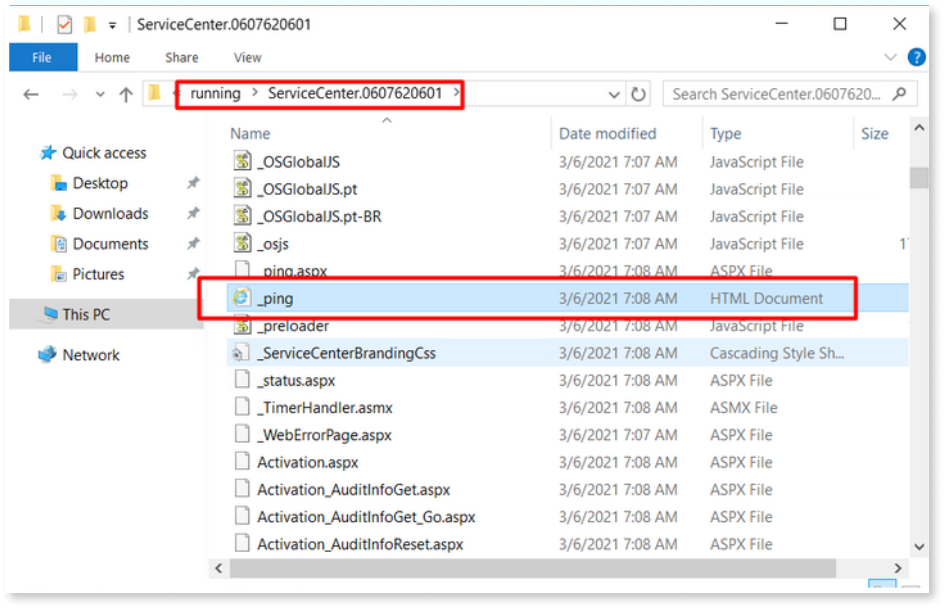 ServiceCenter.0607620601
File Home Share View
running > ServiceCenter.0607620601 > Search ServiceCenter.0607620...
Name Date modified Type Size
Quick access
Desktop
Downloads
Documents
Pictures
This PC
Network
_OSGlobalJS 3/6/2021 7:07 AM JavaScript File
_OSGlobalJS.pt 3/6/2021 7:07 AM JavaScript File
_OSGlobalJS.pt-BR 3/6/2021 7:07 AM JavaScript File
_osjs 3/6/2021 7:07 AM JavaScript File 1
_ping.aspx 3/6/2021 7:08 AM ASPX File
_ping 3/6/2021 7:08 AM HTML Document
_preloader 3/6/2021 7:08 AM JavaScript File
_ServiceCenterBrandingCss 3/6/2021 7:08 AM Cascading Style Sh...
_status.aspx 3/6/2021 7:08 AM ASPX File
_TimerHandler.asmx 3/6/2021 7:08 AM ASMX File
_WebErrorPage.aspx 3/6/2021 7:07 AM ASPX File
Activation.aspx 3/6/2021 7:08 AM ASPX File
Activation_AuditInfoGet.aspx 3/6/2021 7:08 AM ASPX File
Activation_AuditInfoGet_Go.aspx 3/6/2021 7:08 AM ASPX File
Activation_AuditInfoReset.aspx 3/6/2021 7:08 AM ASPX File